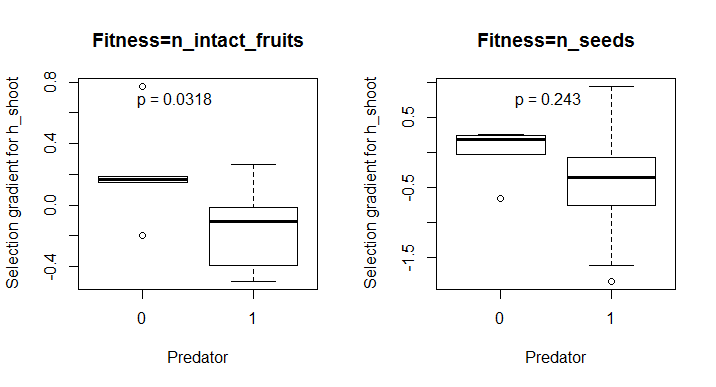 Fitness=n_intact_fruits
Selection gradient for h_shoot
0.8
0.4
0.0
-0.4
p = 0.0318
0 1
Predator
Fitness=n_seeds
Selection gradient for h_shoot
0.5
-0.5
-1.5
p = 0.243
0 1
Predator